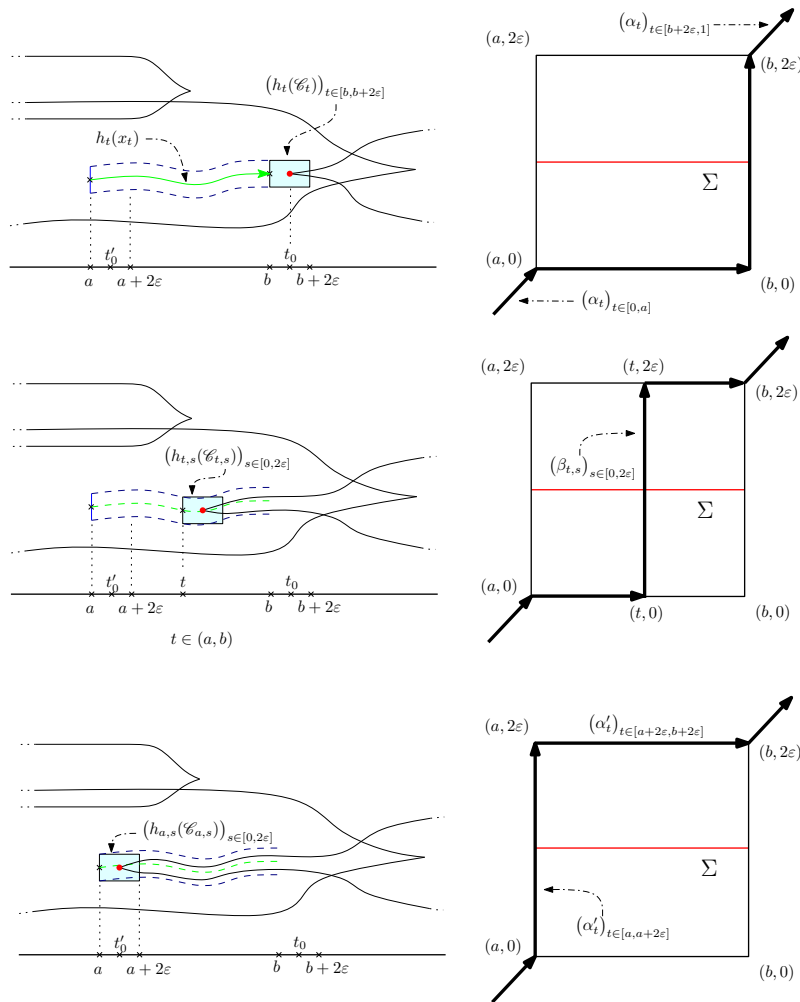 (h_t(𝒞_t))_{t∈[b,b+2ε]}
h_t(x_t)
a
t'_0
a + 2ε
b
t_0
b + 2ε
(α_t)_{t∈[b+2ε,1]}
(a, 2ε)
(b, 2ε)
Σ
(a, 0)
(b, 0)
(α_t)_{t∈[0,a]}
(h_{t,s}(𝒞_{t,s}))_{s∈[0,2ε]}
a
t'_0
a + 2ε
t
b
t_0
b + 2ε
t ∈ (a, b)
(a, 2ε)
(t, 2ε)
(b, 2ε)
(β_{t,s})_{s∈[0,2ε]}
Σ
(a, 0)
(t, 0)
(b, 0)
(h_{a,s}(𝒞_{a,s}))_{s∈[0,2ε]}
a
t'_0
a + 2ε
b
t_0
b + 2ε
(a, 2ε)
(α'_t)_{t∈[a+2ε,b+2ε]}
(b, 2ε)
Σ
(α'_t)_{t∈[a,a+2ε]}
(a, 0)
(b, 0)